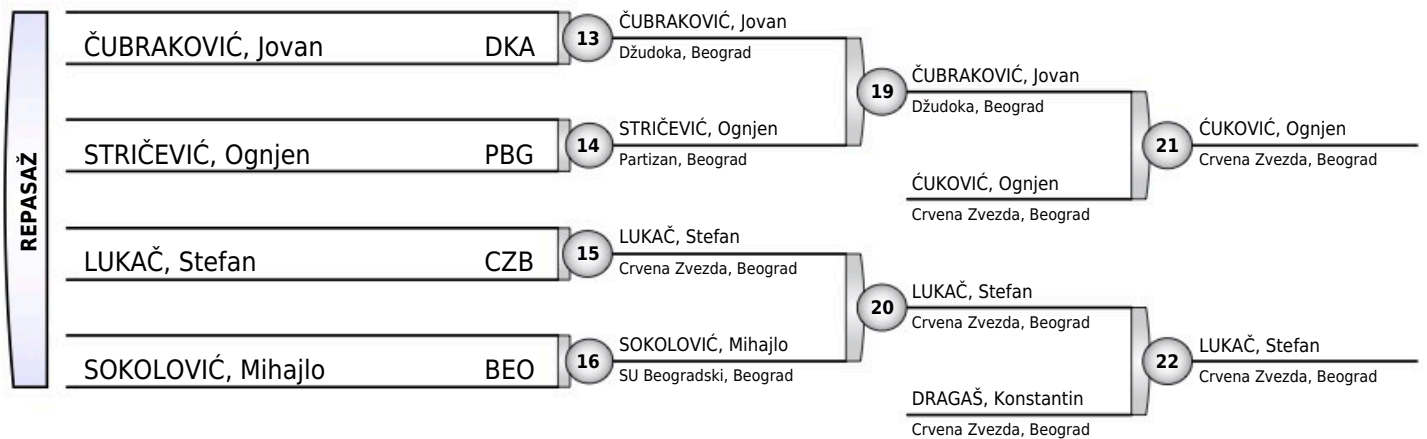 REPASAŽ
ČUBRAKOVIĆ, Jovan DKA
13
ČUBRAKOVIĆ, Jovan
Džudoka, Beograd
STRIČEVIĆ, Ognjen PBG
14
STRIČEVIĆ, Ognjen
Partizan, Beograd
19
ČUBRAKOVIĆ, Jovan
Džudoka, Beograd
ĆUKOVIĆ, Ognjen
Crvena Zvezda, Beograd
21
ĆUKOVIĆ, Ognjen
Crvena Zvezda, Beograd
LUKAČ, Stefan CZB
15
LUKAČ, Stefan
Crvena Zvezda, Beograd
SOKOLOVIĆ, Mihajlo BEO
16
SOKOLOVIĆ, Mihajlo
SU Beogradski, Beograd
20
LUKAČ, Stefan
Crvena Zvezda, Beograd
DRAGAŠ, Konstantin
Crvena Zvezda, Beograd
22
LUKAČ, Stefan
Crvena Zvezda, Beograd